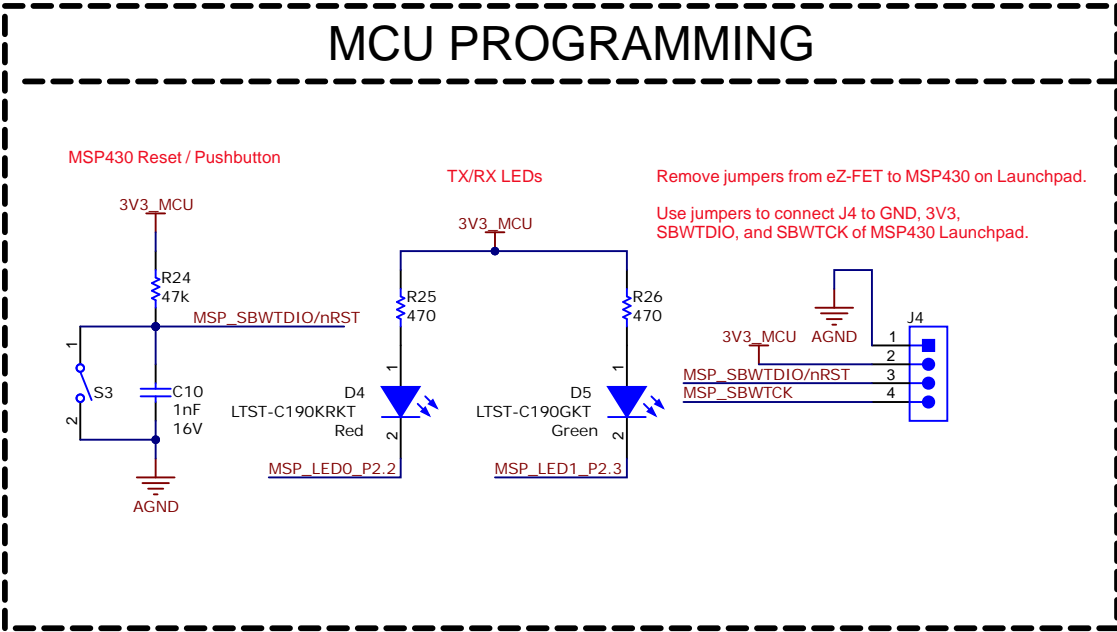 MCU PROGRAMMING
MSP430 Reset / Pushbutton
3V3_MCU
R24
47k
MSP_SBWTDIO/nRST
1
S3
2
C10
1nF
16V
AGND
TX/RX LEDs
3V3_MCU
R25
470
1
D4
LTST-C190KRKT
Red
2
MSP_LED0_P2.2
R26
470
1
D5
LTST-C190GKT
Green
2
MSP_LED1_P2.3
Remove jumpers from eZ-FET to MSP430 on Launchpad.
Use jumpers to connect J4 to GND, 3V3,
SBWTDIO, and SBWTCK of MSP430 Launchpad.
AGND
J4
3V3_MCU
1
2
MSP_SBWTDIO/nRST
3
MSP_SBWTCK
4